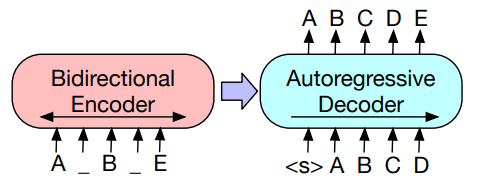 A B C D E
Bidirectional
Encoder
Autoregressive
Decoder
A _ B _ E
<s> A B C D